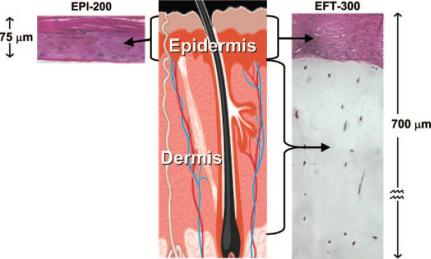 EPI-200
EFT-300
75 μm
Epidermis
Dermis
700 μm